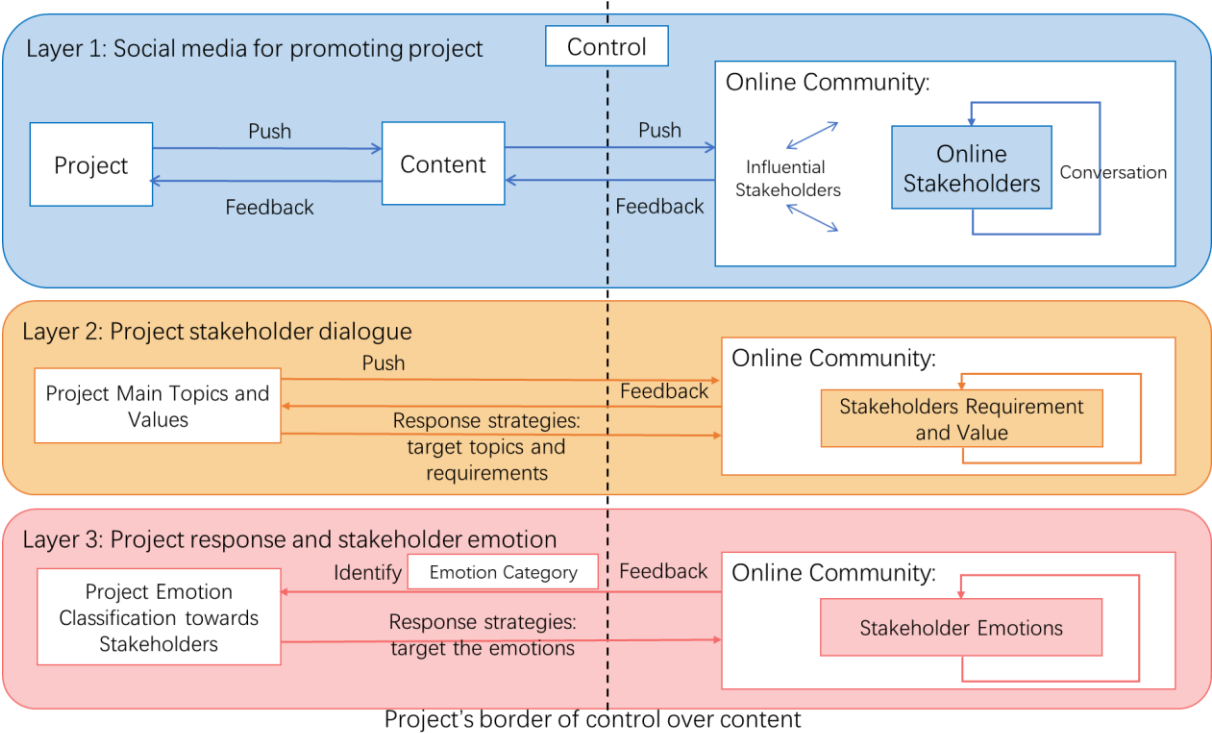 Layer 1: Social media for promoting project
Control
Online Community:
Project
Push
Feedback
Content
Push
Feedback
Influential
Stakeholders
Online
Stakeholders
Conversation
Layer 2: Project stakeholder dialogue
Project Main Topics and
Values
Push
Feedback
Response strategies:
target topics and
requirements
Online Community:
Stakeholders Requirement
and Value
Layer 3: Project response and stakeholder emotion
Project Emotion
Classification towards
Stakeholders
Identify
Emotion Category
Feedback
Response strategies:
target the emotions
Online Community:
Stakeholder Emotions
Project's border of control over content